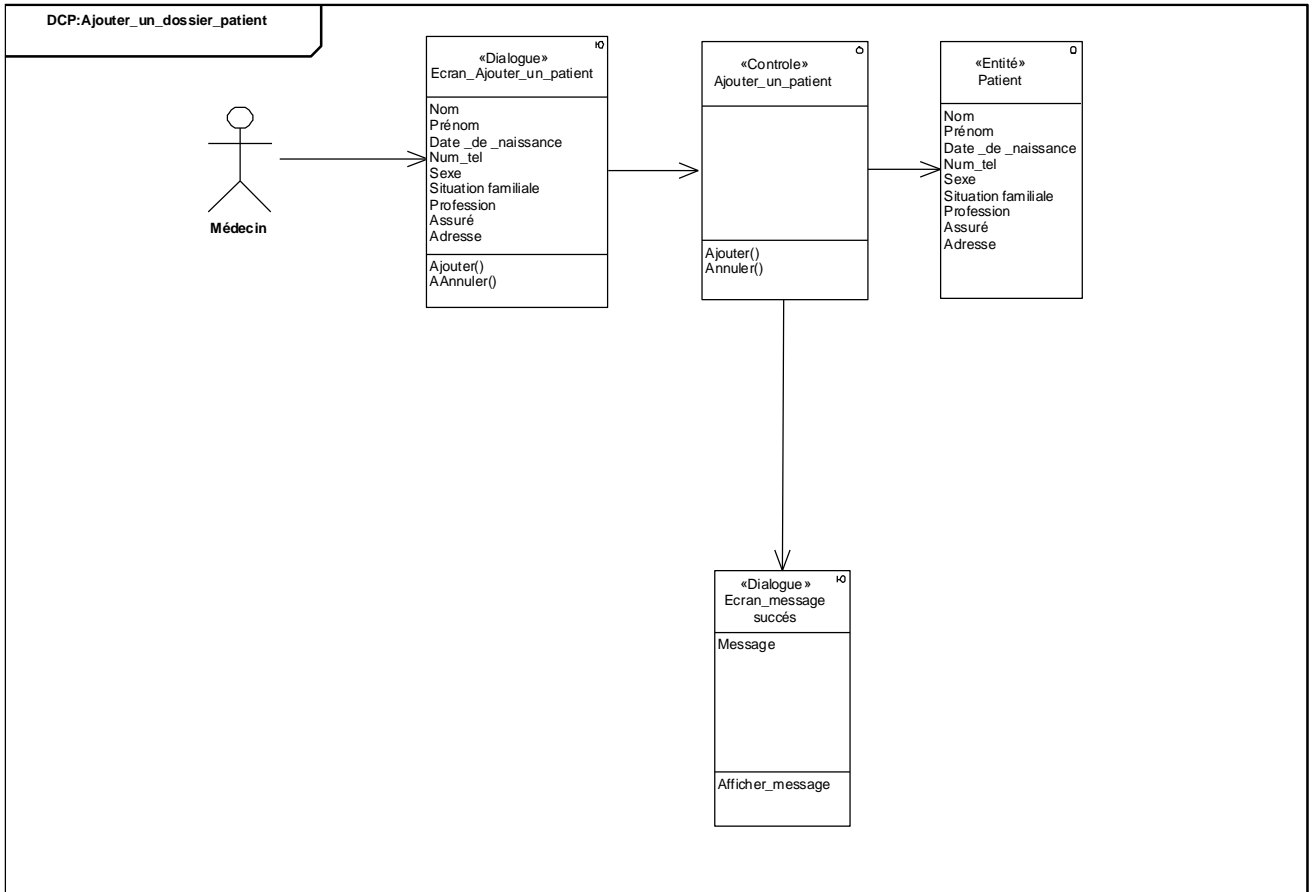 DCP:Ajouter_un_dossier_patient
«Dialogue»
Ecran_Ajouter_un_patient
Nom
Prénom
Date _de _naissance
Num_tel
Sexe
Situation familiale
Profession
Assuré
Adresse
Ajouter()
AAnnuler()
«Controle»
Ajouter_un_patient
Ajouter()
Annuler()
«Entité»
Patient
Nom
Prénom
Date _de _naissance
Num_tel
Sexe
Situation familiale
Profession
Assuré
Adresse
Médecin
«Dialogue»
Ecran_message
succés
Message
Afficher_message